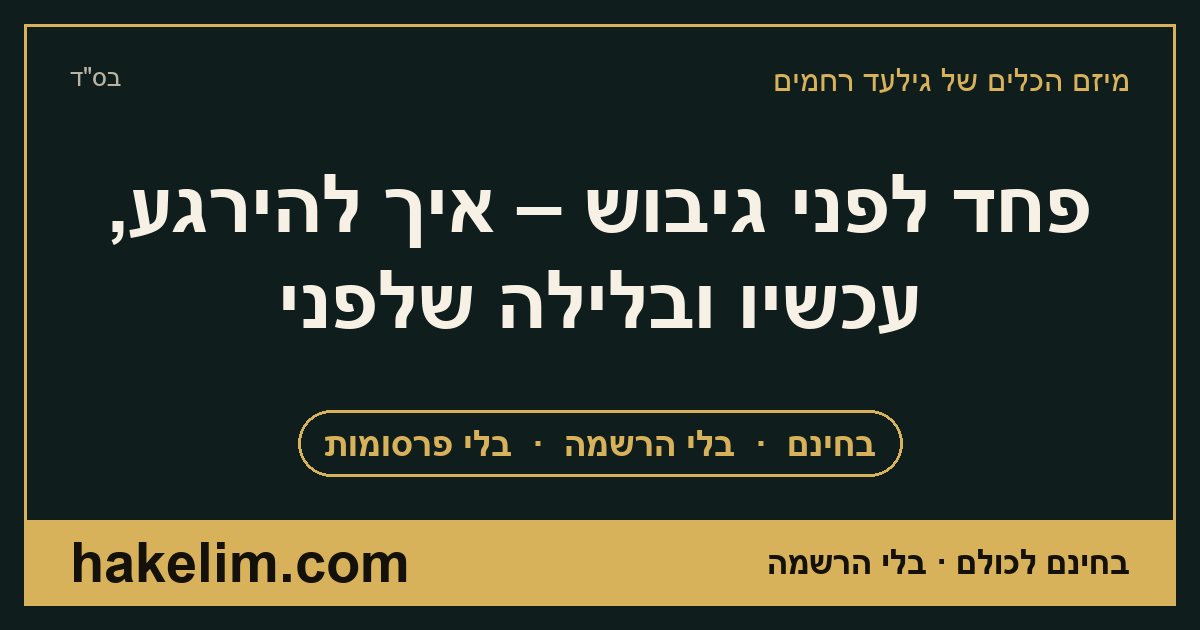 מיזם הכלים של גילעד רחמים
בס"ד
פחד לפני גיבוש – איך להירגע,
עכשיו ובלילה שלפני
בחינם · בלי הרשמה · בלי פרסומות
בחינם לכולם · בלי הרשמה
hakelim.com